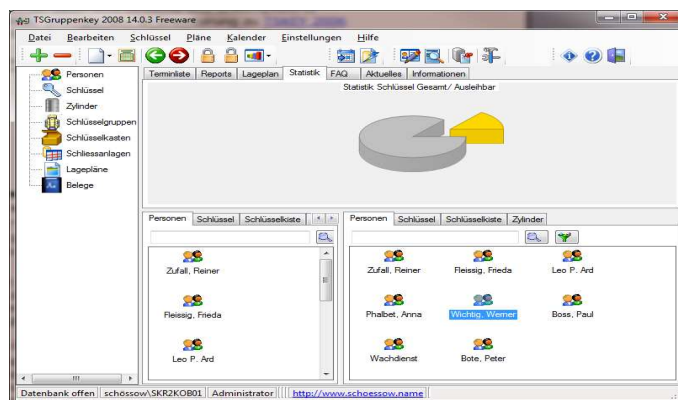 TSGruppenkey 2008 14.0.3 Freeware
Datei Bearbeiten Schlüssel Pläne Kalender Einstellungen Hilfe
Personen
Schlüssel
Zylinder
Schlüsselgruppen
Schlüsselkasten
Schliessanlagen
Lagepläne
Belege
Terminliste Reports Lageplan Statistik FAQ Aktuelles Informationen
Statistik Schlüssel Gesamt/ Ausleihbar
Personen Schlüssel Schlüsselkiste
Zufall, Reiner
Fleissig, Frieda
Leo P. Ard
Personen Schlüssel Schlüsselkiste Zylinder
Zufall, Reiner Fleissig, Frieda Leo P. Ard
Phalbet, Anna Wichtig, Werner Boss, Paul
Wachdienst Bote, Peter
Datenbank offen schössow\SKR2KOB01 Administrator http://www.schoessow.name